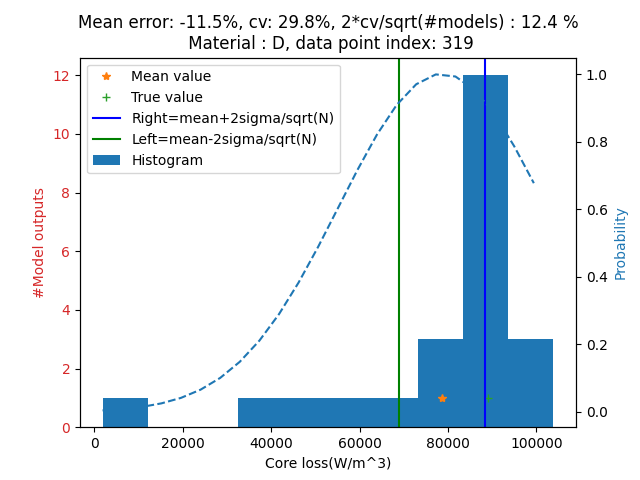 Mean error: -11.5%, cv: 29.8%, 2*cv/sqrt(#models) : 12.4 %
Material : D, data point index: 319
Mean value
True value
Right=mean+2sigma/sqrt(N)
Left=mean-2sigma/sqrt(N)
Histogram
#Model outputs
12
10
8
6
4
2
0
1.0
0.8
0.6
0.4
0.2
0.0
Probability
0
20000
40000
60000
80000
100000
Core loss(W/m^3)